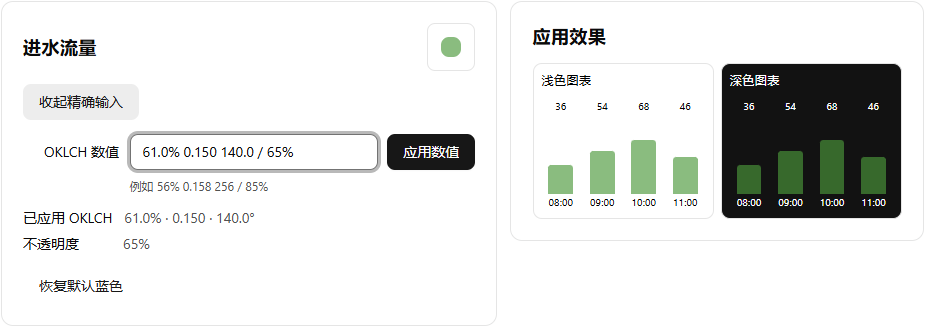 进水流量
收起精确输入
OKLCH 数值 61.0% 0.150 140.0 / 65% 应用数值
例如 56% 0.158 256 / 85%
已应用 OKLCH 61.0% · 0.150 · 140.0°
不透明度 65%
恢复默认蓝色
应用效果
浅色图表
36 54 68 46
08:00 09:00 10:00 11:00
深色图表
36 54 68 46
08:00 09:00 10:00 11:00